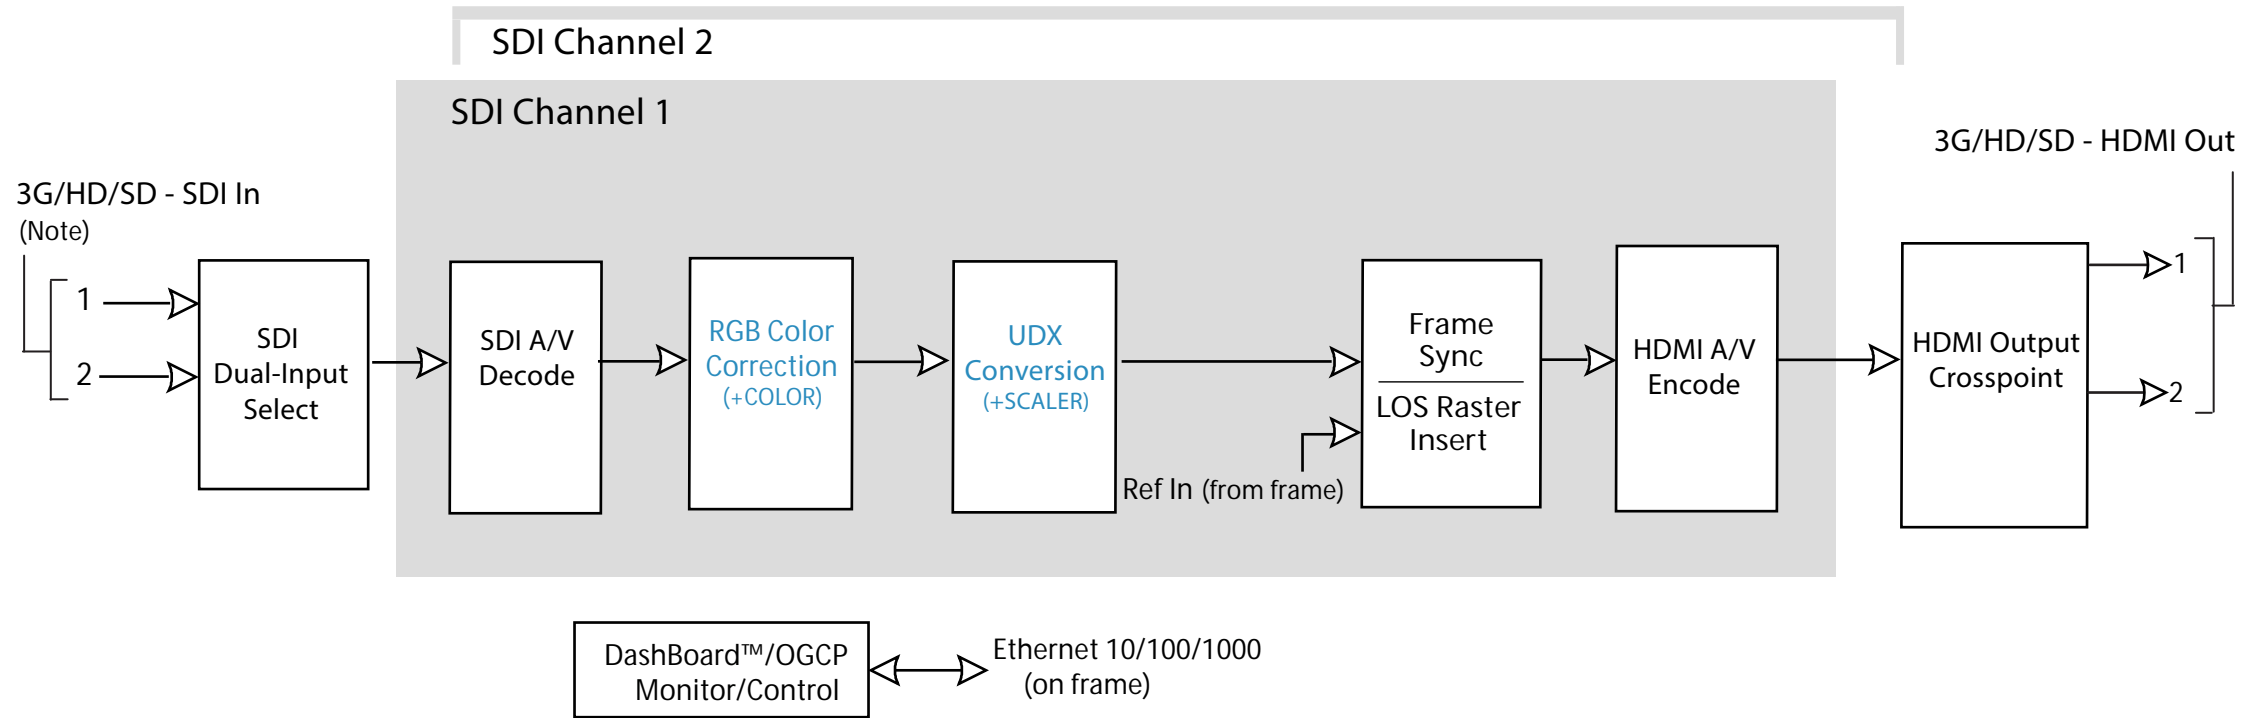 SDI Channel 2
SDI Channel 1
3G/HD/SD - HDMI Out
3G/HD/SD - SDI In
(Note)
1
2
SDI
Dual-Input
Select
SDI A/V
Decode
RGB Color
Correction
(+COLOR)
UDX
Conversion
(+SCALER)
Frame
Sync
LOS Raster
Insert
Ref In (from frame)
HDMI A/V
Encode
HDMI Output
Crosspoint
1
2
DashBoard™/OGCP
Monitor/Control
Ethernet 10/100/1000
(on frame)